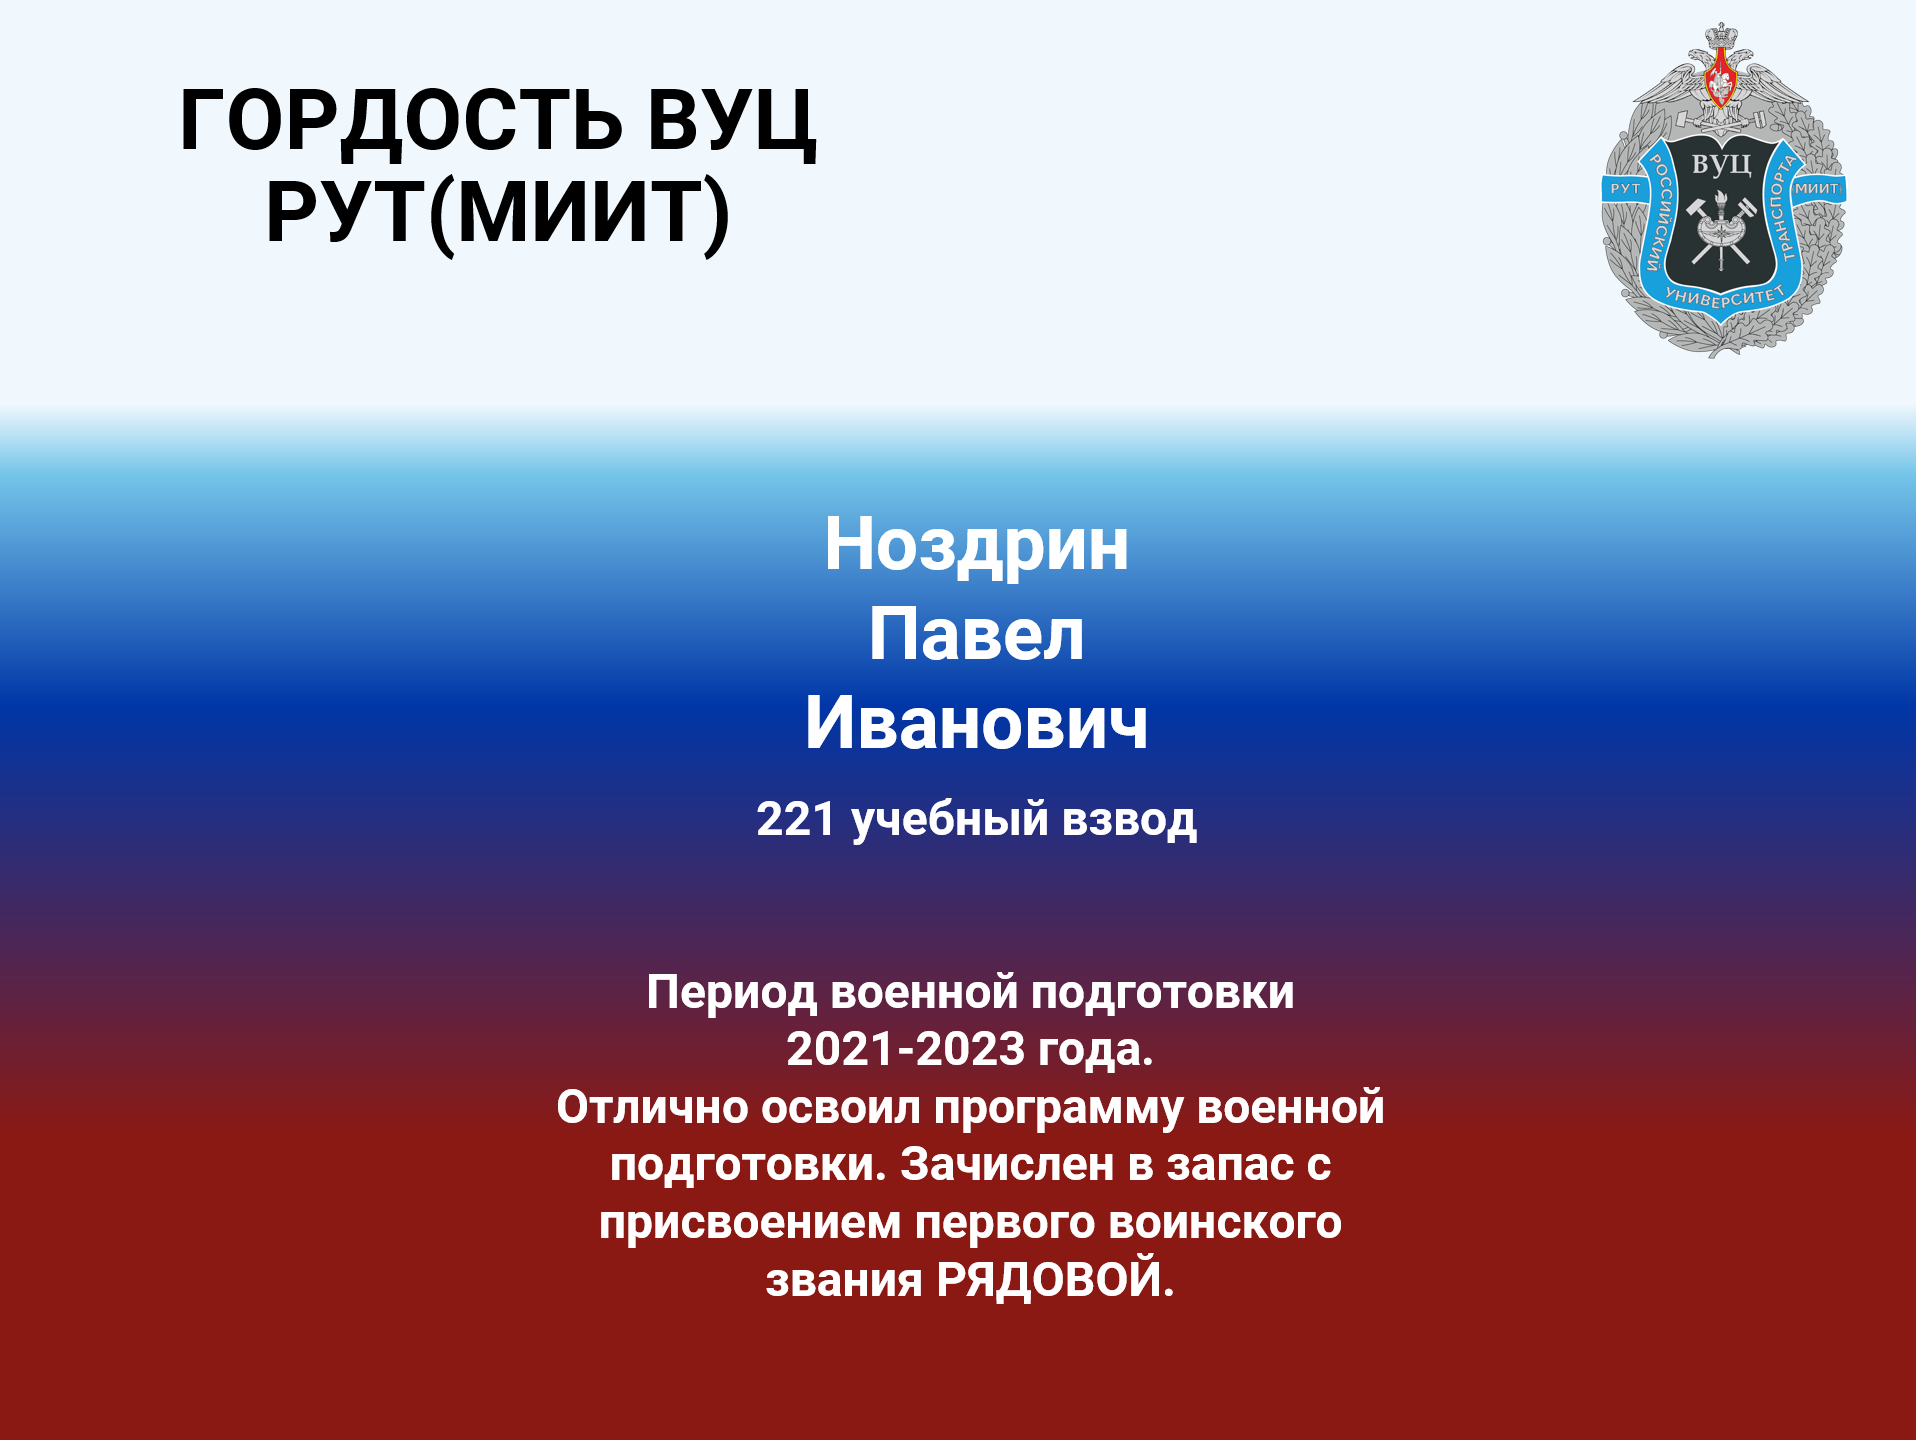 ГОРДОСТЬ ВУЦ
РУТ(МИИТ)
ВУЦ
РУТ
РОССИЙСКИЙ
УНИВЕРСИТЕТ
ТРАНСПОРТА
МИИТ
Ноздрин
Павел
Иванович
221 учебный взвод
Период военной подготовки
2021-2023 года.
Отлично освоил программу военной
подготовки. Зачислен в запас с
присвоением первого воинского
звания РЯДОВОЙ.